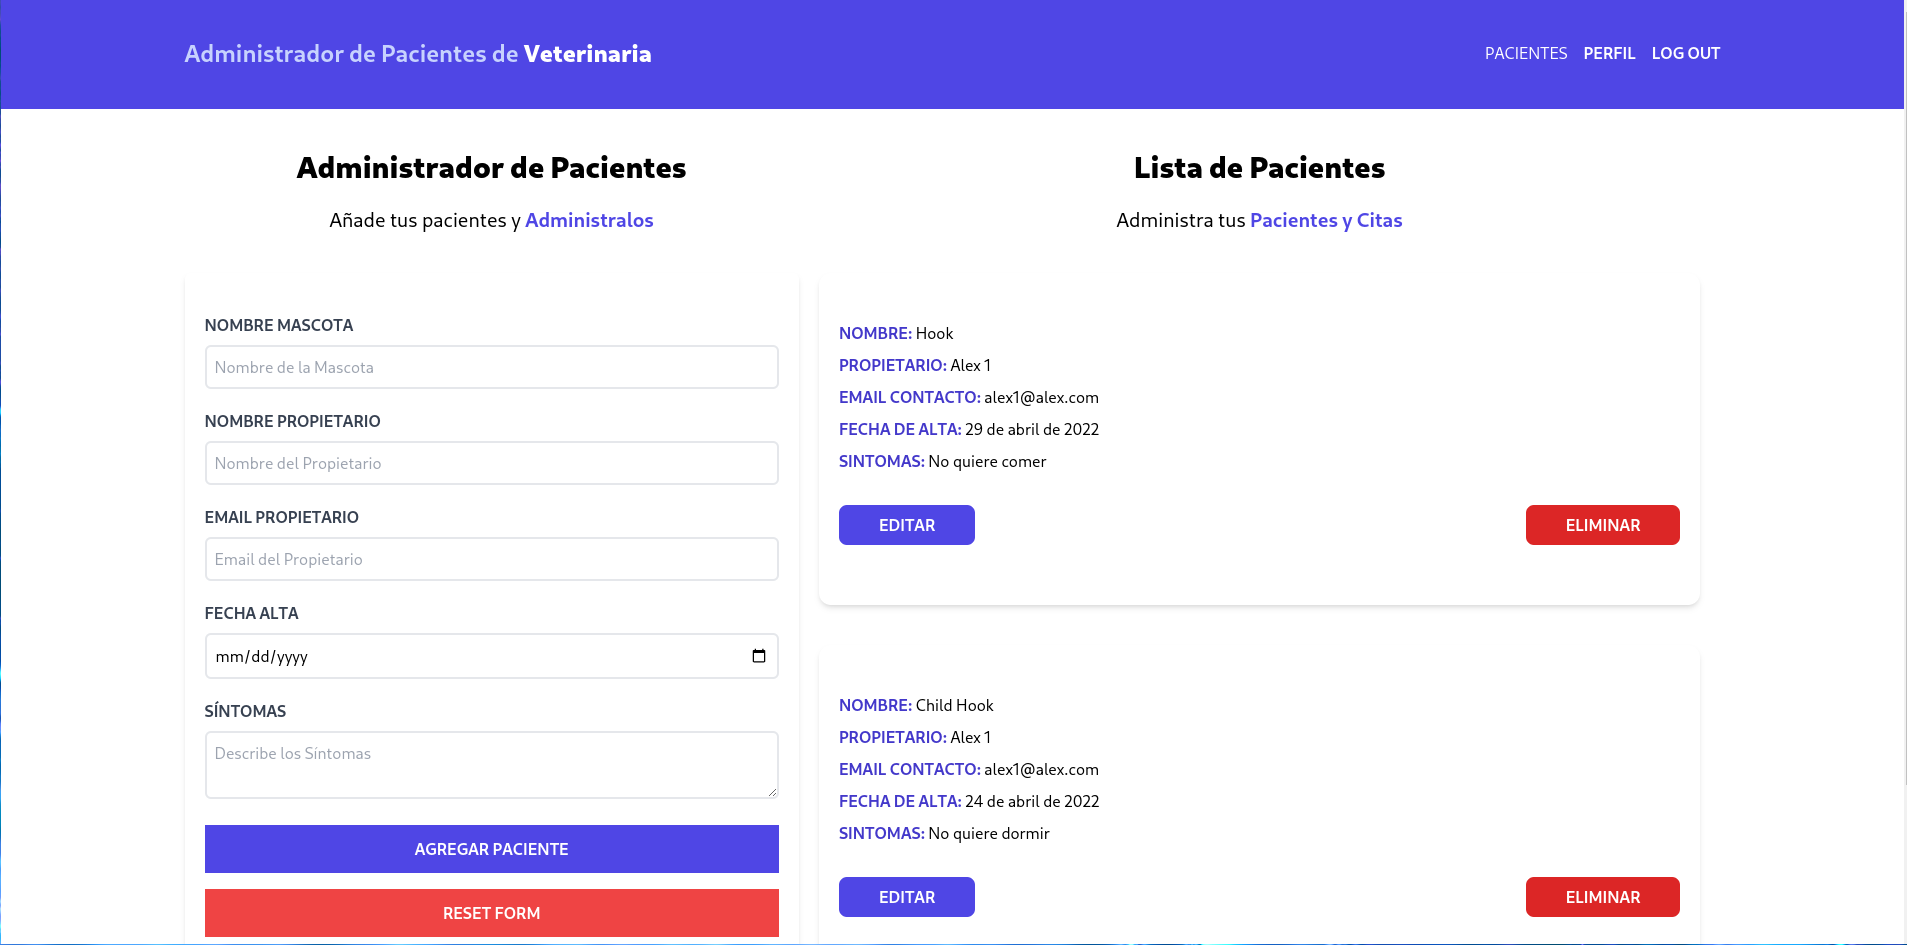 Administrador de Pacientes de Veterinaria
PACIENTES PERFIL LOG OUT
Administrador de Pacientes
Añade tus pacientes y Administralos
NOMBRE MASCOTA
Nombre de la Mascota
NOMBRE PROPIETARIO
Nombre del Propietario
EMAIL PROPIETARIO
Email del Propietario
FECHA ALTA
mm/dd/yyyy
SÍNTOMAS
Describe los Síntomas
AGREGAR PACIENTE
RESET FORM
Lista de Pacientes
Administra tus Pacientes y Citas
NOMBRE: Hook
PROPIETARIO: Alex 1
EMAIL CONTACTO: alex1@alex.com
FECHA DE ALTA: 29 de abril de 2022
SINTOMAS: No quiere comer
EDITAR
ELIMINAR
NOMBRE: Child Hook
PROPIETARIO: Alex 1
EMAIL CONTACTO: alex1@alex.com
FECHA DE ALTA: 24 de abril de 2022
SINTOMAS: No quiere dormir
EDITAR
ELIMINAR